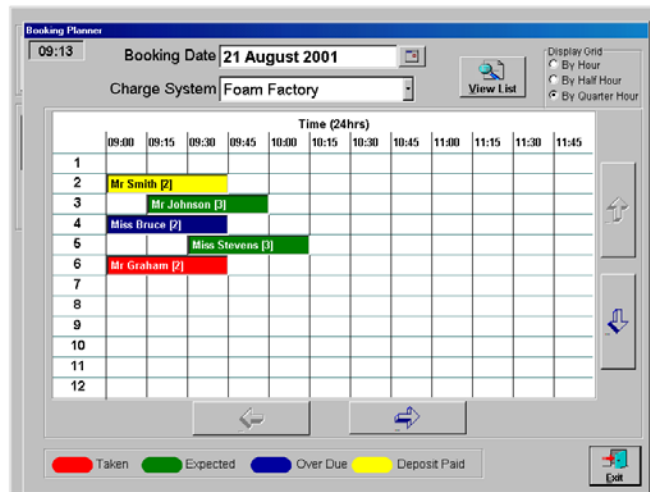 Booking Planner
09:13
Booking Date 21 August 2001
Charge System Foam Factory
View List
Display Grid
By Hour
By Half Hour
By Quarter Hour
Time (24hrs)
09:00 09:15 09:30 09:45 10:00 10:15 10:30 10:45 11:00 11:15 11:30 11:45
1
2 Mr Smith [2]
3 Mr Johnson [3]
4 Miss Bruce [2]
5 Miss Stevens [3]
6 Mr Graham [2]
7
8
9
10
11
12
Taken Expected Over Due Deposit Paid
Exit